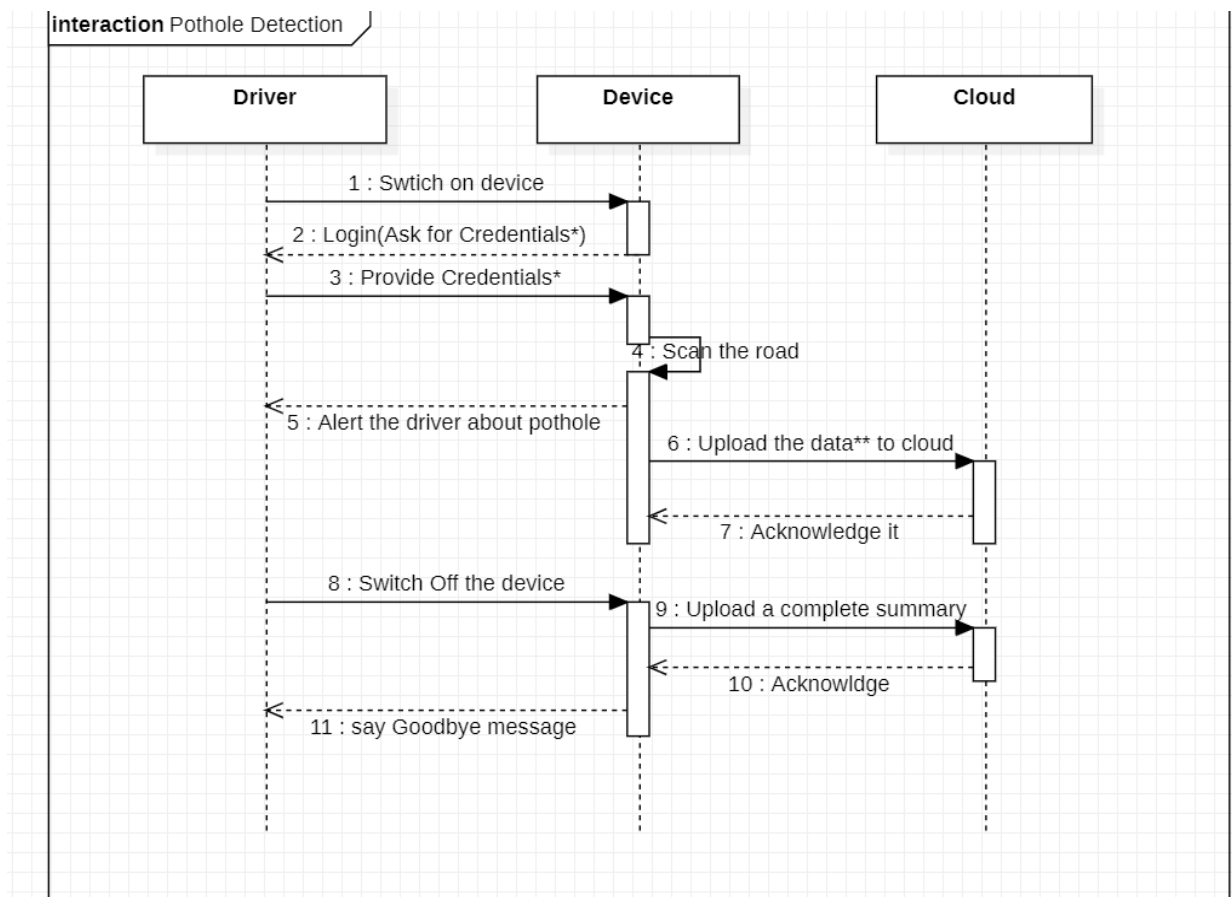 interaction Pothole Detection
Driver
Device
Cloud
1 : Swtich on device
2 : Login(Ask for Credentials*)
3 : Provide Credentials*
4 : Scan the road
5 : Alert the driver about pothole
6 : Upload the data** to cloud
7 : Acknowledge it
8 : Switch Off the device
9 : Upload a complete summary
10 : Acknowldge
11 : say Goodbye message